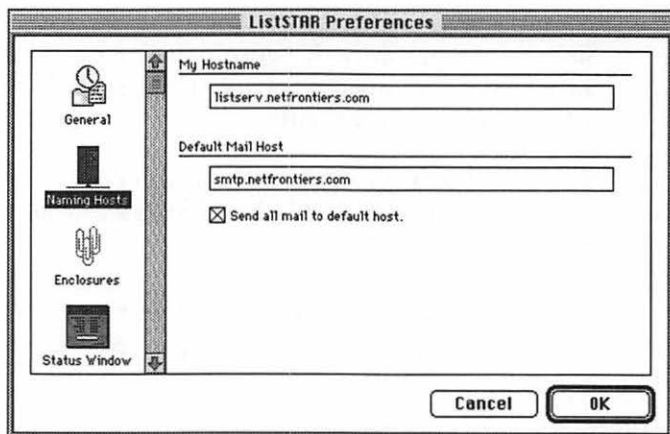 ListSTAR Preferences
General
Naming Hosts
Enclosures
Status Window
My Hostname
listserv.netfrontiers.com
Default Mail Host
smtp.netfrontiers.com
Send all mail to default host.
Cancel
OK